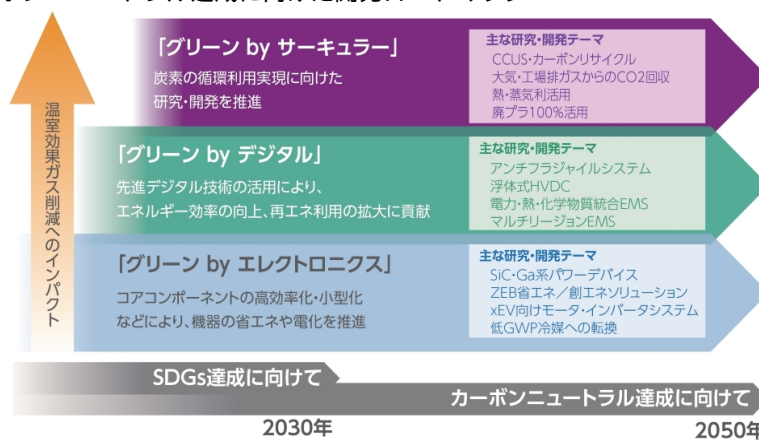 「グリーン by サーキュラー」
炭素の循環利用実現に向けた
研究・開発を推進
主な研究・開発テーマ
CCUS・カーボンリサイクル
大気・工場排ガスからのCO2回収
熱・蒸気利活用
廃プラ100%活用
「グリーン by デジタル」
先進デジタル技術の活用により、
エネルギー効率の向上、再エネ利用の拡大に貢献
主な研究・開発テーマ
アンチフラジャイルシステム
浮体式HVDC
電力・熱・化学物質統合EMS
マルチリージョンEMS
「グリーン by エレクトロニクス」
コアコンポーネントの高効率化・小型化
などにより、機器の省エネや電化を推進
主な研究・開発テーマ
SiC・Ga系パワーデバイス
ZEB省エネ／創エネソリューション
xEV向けモータ・インバータシステム
低GWP冷媒への転換
温室効果ガス削減へのインパクト
SDGs達成に向けて
カーボンニュートラル達成に向けて
2030年
2050年